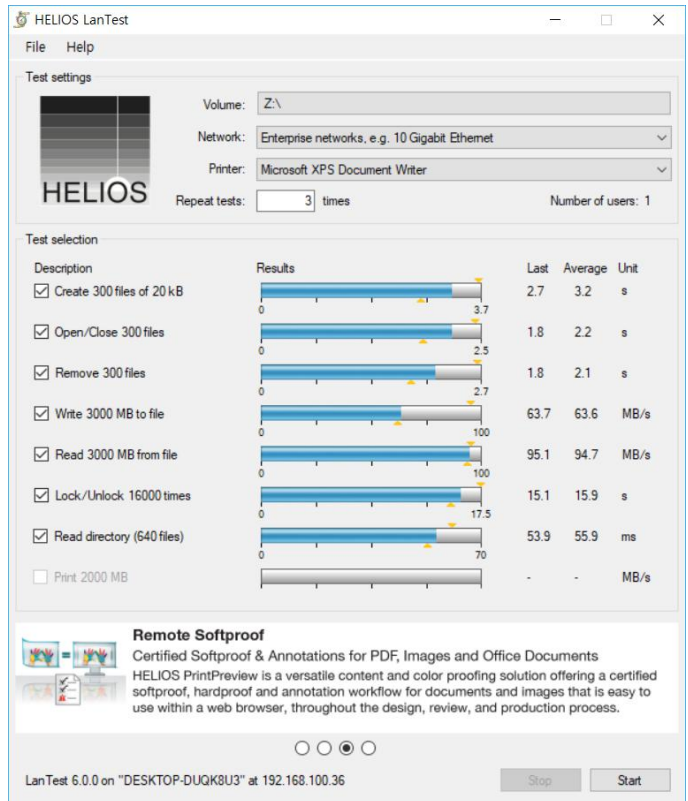 HELIOS LanTest
File Help
Test settings
HELIOS
Volume: Z:\
Network: Enterprise networks, e.g. 10 Gigabit Ethernet
Printer: Microsoft XPS Document Writer
Repeat tests: 3 times Number of users: 1
Test selection
Description Results Last Average Unit
Create 300 files of 20 kB 2.7 3.2 s
0 3.7
Open/Close 300 files 1.8 2.2 s
0 2.5
Remove 300 files 1.8 2.1 s
0 2.7
Write 3000 MB to file 63.7 63.6 MB/s
0 100
Read 3000 MB from file 95.1 94.7 MB/s
0 100
Lock/Unlock 16000 times 15.1 15.9 s
0 17.5
Read directory (640 files) 53.9 55.9 ms
0 70
Print 2000 MB - - MB/s
Remote Softproof
Certified Softproof & Annotations for PDF, Images and Office Documents
HELIOS PrintPreview is a versatile content and color proofing solution offering a certified
softproof, hardproof and annotation workflow for documents and images that is easy to
use within a web browser, throughout the design, review, and production process.
LanTest 6.0.0 on "DESKTOP-DUQK8U3" at 192.168.100.36 Stop Start